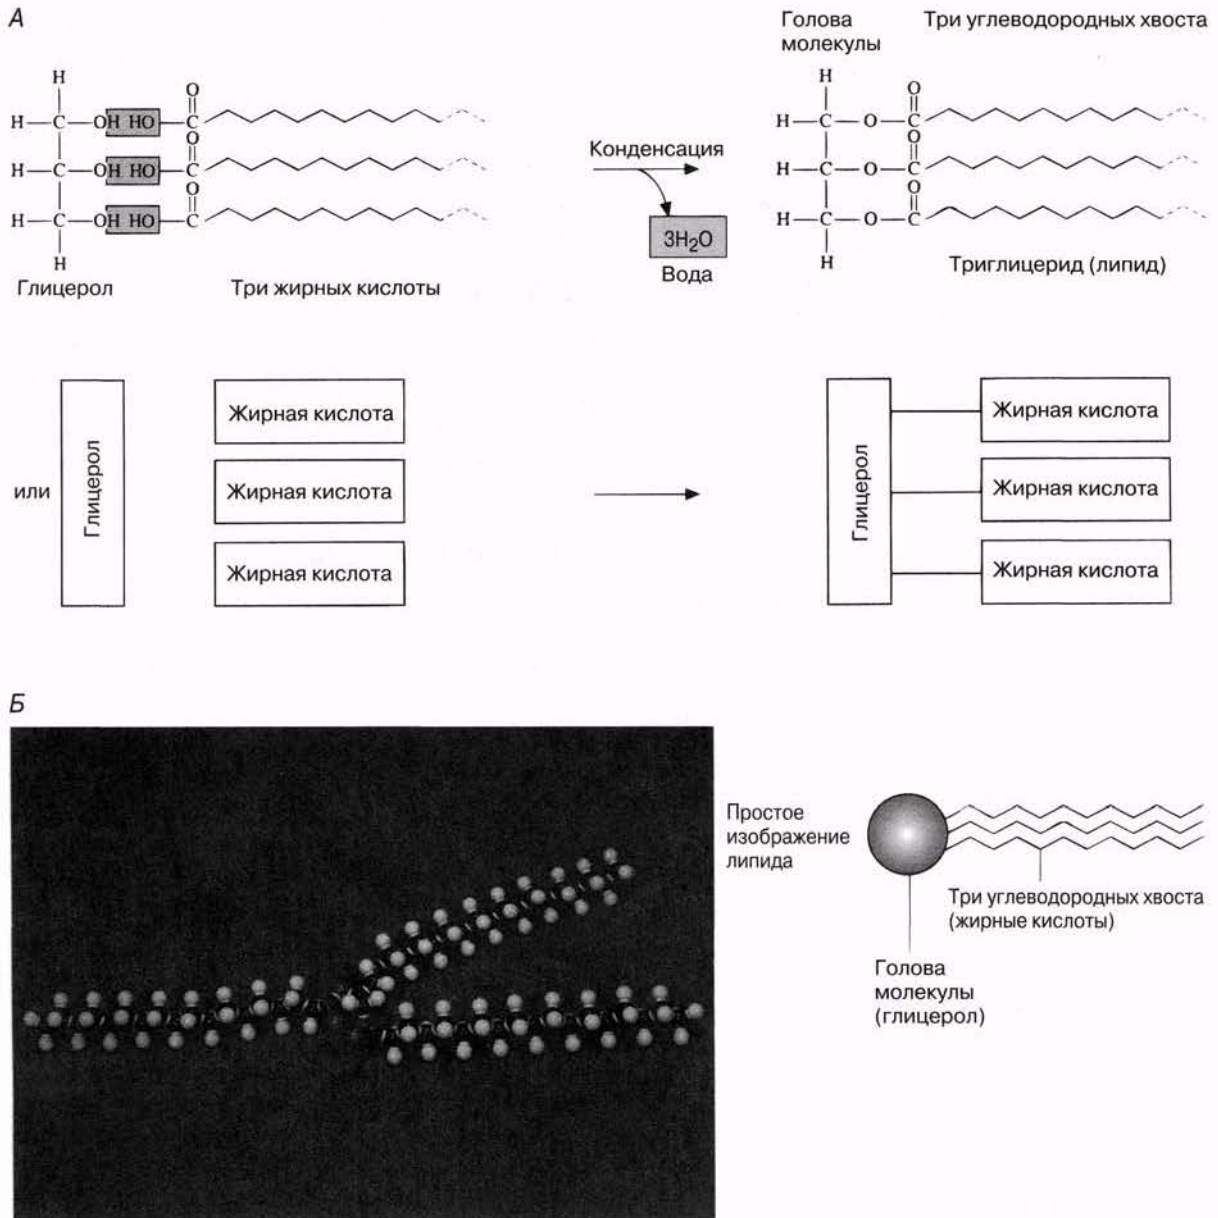 А
Голова
молекулы
Три углеводородных хвоста
H
O
H—C—OH HO—C
O
H—C—OH HO—C
O
H—C—OH HO—C
H
Глицерол
Три жирных кислоты
Конденсация
3H₂O
Вода
H
O
H—C—O—C
O
H—C—O—C
O
H—C—O—C
H
Триглицерид (липид)
или
Глицерол
Жирная кислота
Жирная кислота
Жирная кислота
Глицерол
Жирная кислота
Жирная кислота
Жирная кислота
Б
Простое
изображение
липида
Три углеводородных хвоста
(жирные кислоты)
Голова
молекулы
(глицерол)